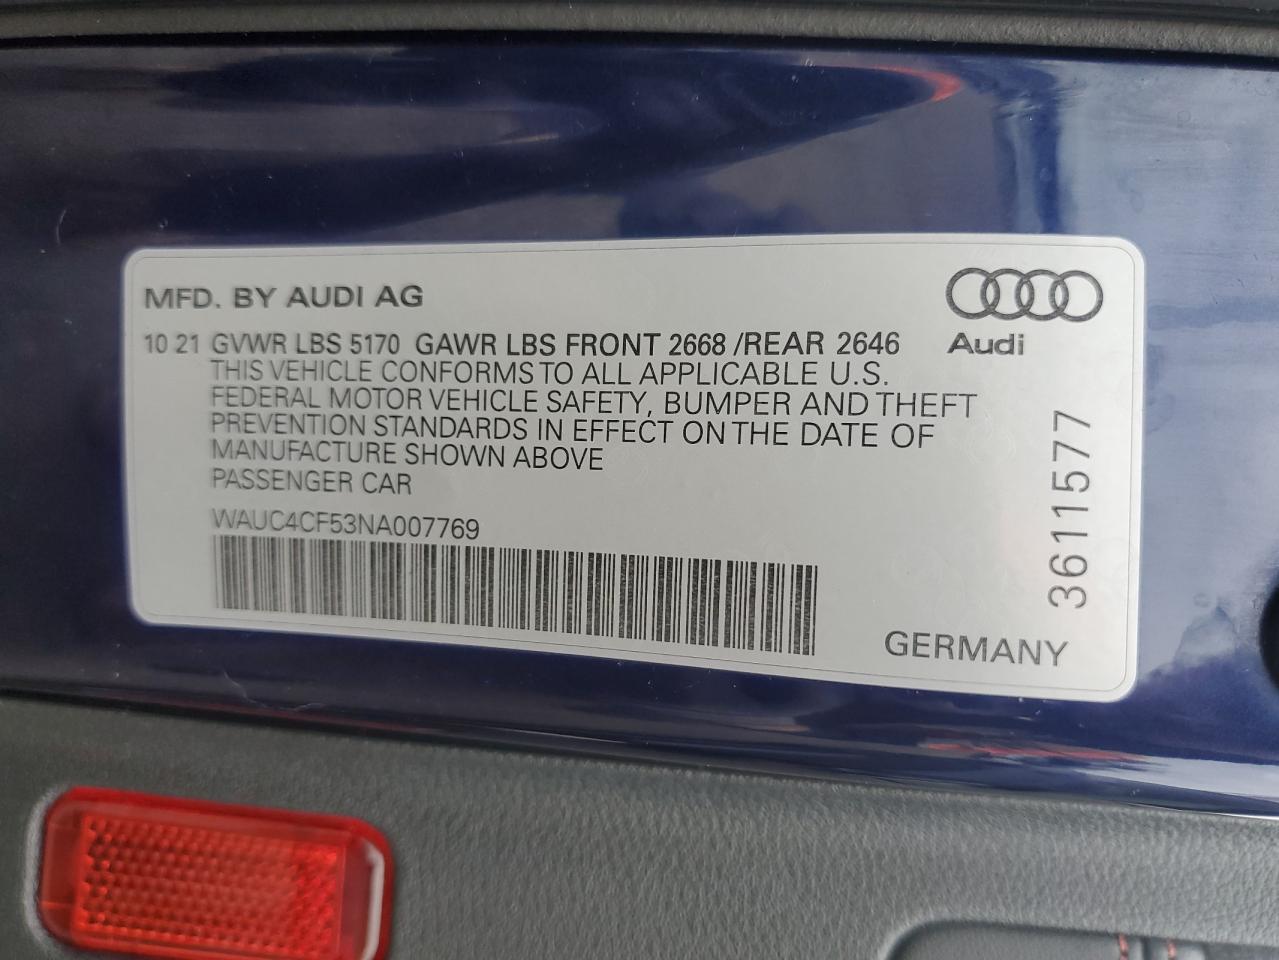 MFD. BY AUDI AG
10 21 GVWR LBS 5170 GAWR LBS FRONT 2668 /REAR 2646
THIS VEHICLE CONFORMS TO ALL APPLICABLE U.S.
FEDERAL MOTOR VEHICLE SAFETY, BUMPER AND THEFT
PREVENTION STANDARDS IN EFFECT ON THE DATE OF
MANUFACTURE SHOWN ABOVE
PASSENGER CAR
WAUC4CF53NA007769
Audi
3611577
GERMANY